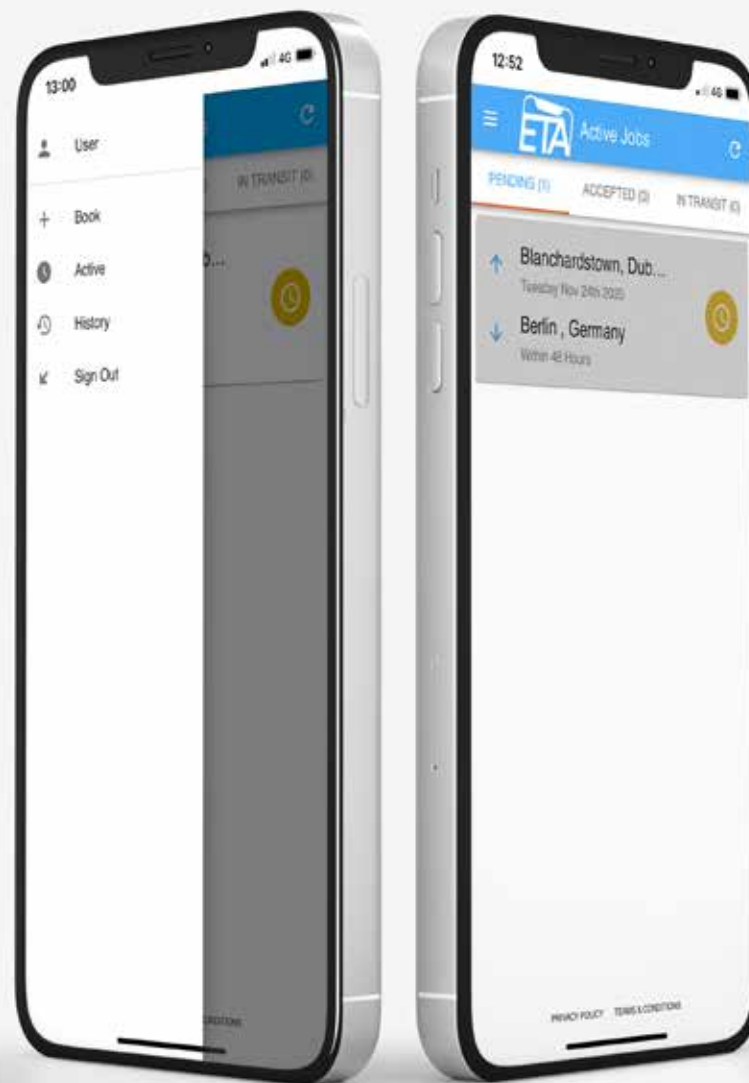 13:00
4G
User
IN TRANSIT (0)
Book
Active
History
Sign Out
12:52
4G
ETA Active Jobs
PENDING (1) ACCEPTED (0) IN TRANSIT (0)
Blanchardstown, Dub...
Tuesday Nov 24th 2020
Berlin , Germany
Within 48 Hours
PRIVACY POLICY TERMS & CONDITIONS